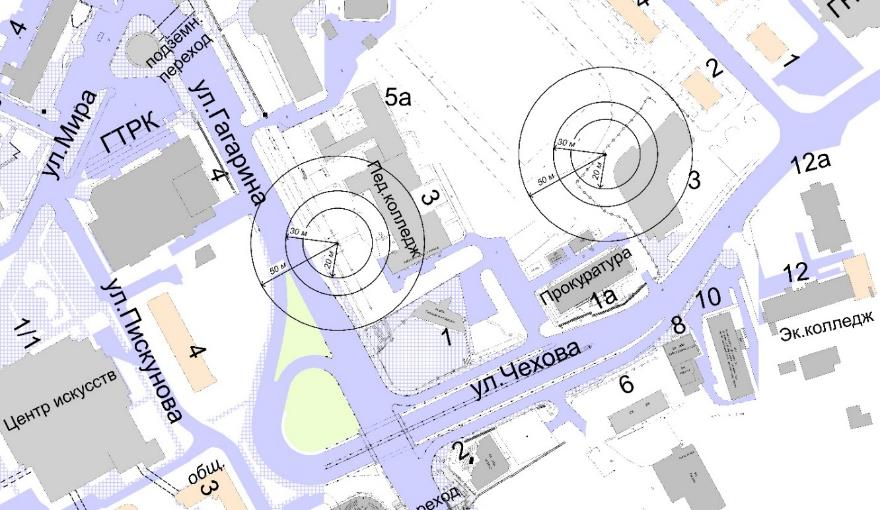 4
подземн.
переход
4
2
1
5а
ул.Мира
ГТРК
ул.Гагарина
4
Пед.колледж
3
30 м
50 м
20 м
30 м
50 м
20 м
3
12а
ул.Пискунова
1/1
4
Центр искусств
общ.
3
1
Прокуратура
1а
ул.Чехова
12
10
8
Эк.колледж
6
2